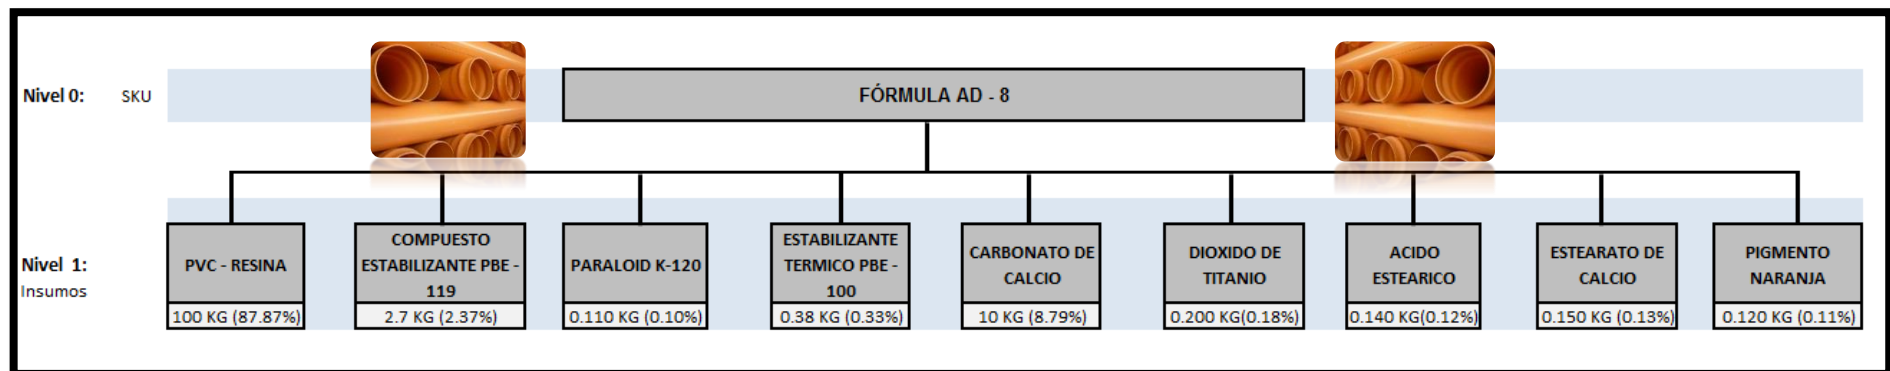 Nivel 0:
SKU
FÓRMULA AD - 8
Nivel 1:
Insumos
PVC - RESINA
100 KG (87.87%)
COMPUESTO
ESTABILIZANTE PBE -
119
2.7 KG (2.37%)
PARALOID K-120
0.110 KG (0.10%)
ESTABILIZANTE
TERMICO PBE -
100
0.38 KG (0.33%)
CARBONATO DE
CALCIO
10 KG (8.79%)
DIOXIDO DE
TITANIO
0.200 KG(0.18%)
ACIDO
ESTEARICO
0.140 KG(0.12%)
ESTEARATO DE
CALCIO
0.150 KG (0.13%)
PIGMENTO
NARANJA
0.120 KG (0.11%)